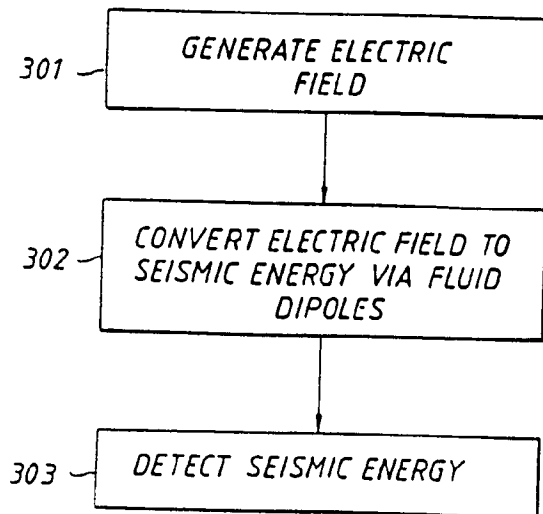 301
GENERATE ELECTRIC
FIELD
302
CONVERT ELECTRIC FIELD TO
SEISMIC ENERGY VIA FLUID
DIPOLES
303
DETECT SEISMIC ENERGY